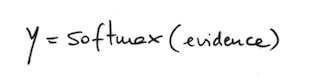 y = softmax (evidence)